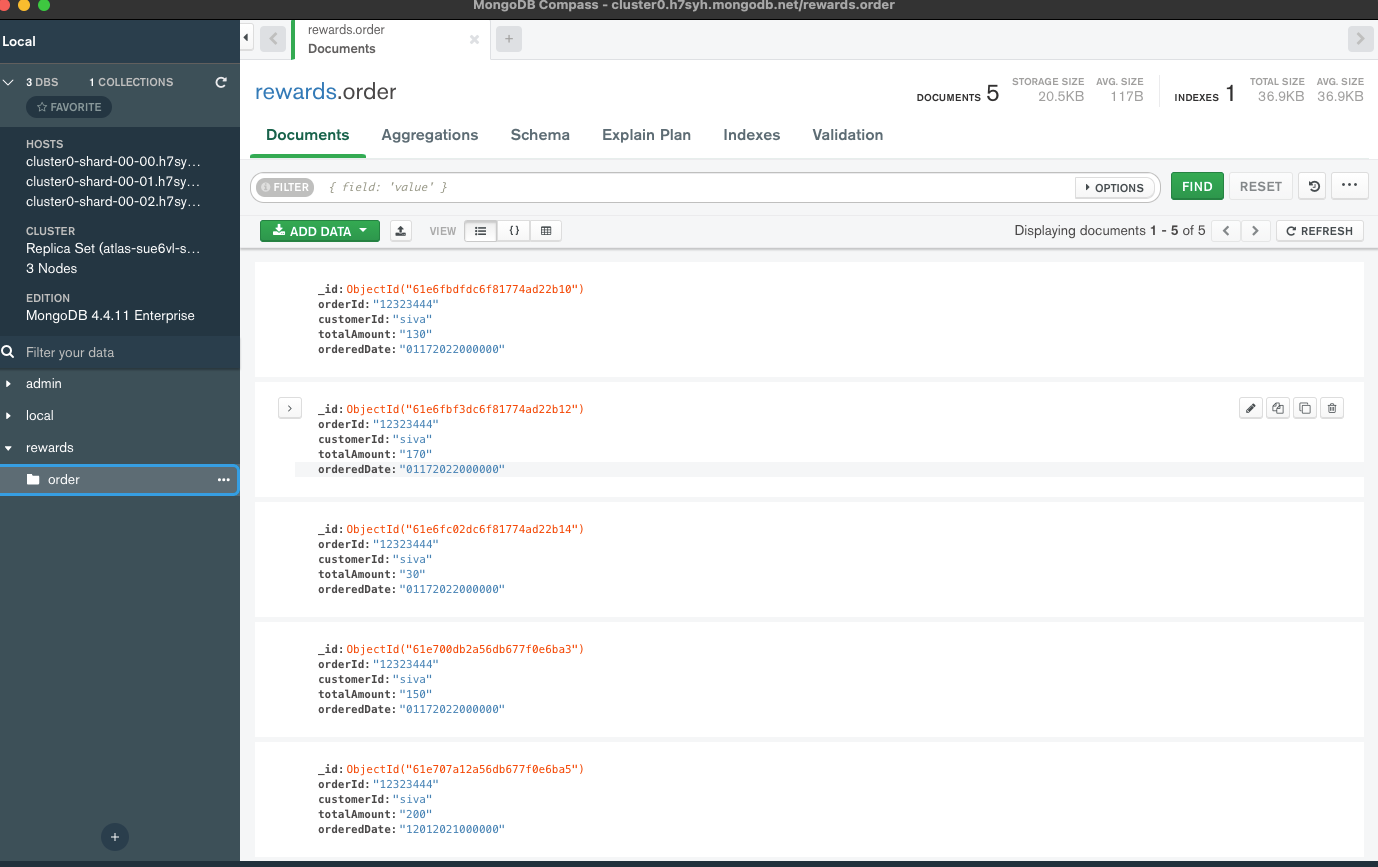 MongoDB Compass - cluster0.h7syh.mongodb.net/rewards.order
Local
3 DBS 1 COLLECTIONS
FAVORITE
HOSTS
cluster0-shard-00-00.h7sy...
cluster0-shard-00-01.h7sy...
cluster0-shard-00-02.h7sy...
CLUSTER
Replica Set (atlas-sue6vl-s...
3 Nodes
EDITION
MongoDB 4.4.11 Enterprise
Filter your data
admin
local
rewards
order
rewards.order
Documents
rewards.order
DOCUMENTS 5
STORAGE SIZE
20.5KB
AVG. SIZE
117B
INDEXES 1
TOTAL SIZE
36.9KB
AVG. SIZE
36.9KB
Documents Aggregations Schema Explain Plan Indexes Validation
FILTER { field: 'value' } OPTIONS FIND RESET
ADD DATA VIEW { } Displaying documents 1 - 5 of 5 REFRESH
_id:ObjectId("61e6fbdfdc6f81774ad22b10")
orderId:"12323444"
customerId:"siva"
totalAmount:"130"
orderedDate:"01172022000000"
_id:ObjectId("61e6fbf3dc6f81774ad22b12")
orderId:"12323444"
customerId:"siva"
totalAmount:"170"
orderedDate:"01172022000000"
_id:ObjectId("61e6fc02dc6f81774ad22b14")
orderId:"12323444"
customerId:"siva"
totalAmount:"30"
orderedDate:"01172022000000"
_id:ObjectId("61e700db2a56db677f0e6ba3")
orderId:"12323444"
customerId:"siva"
totalAmount:"150"
orderedDate:"01172022000000"
_id:ObjectId("61e707a12a56db677f0e6ba5")
orderId:"12323444"
customerId:"siva"
totalAmount:"200"
orderedDate:"12012021000000"